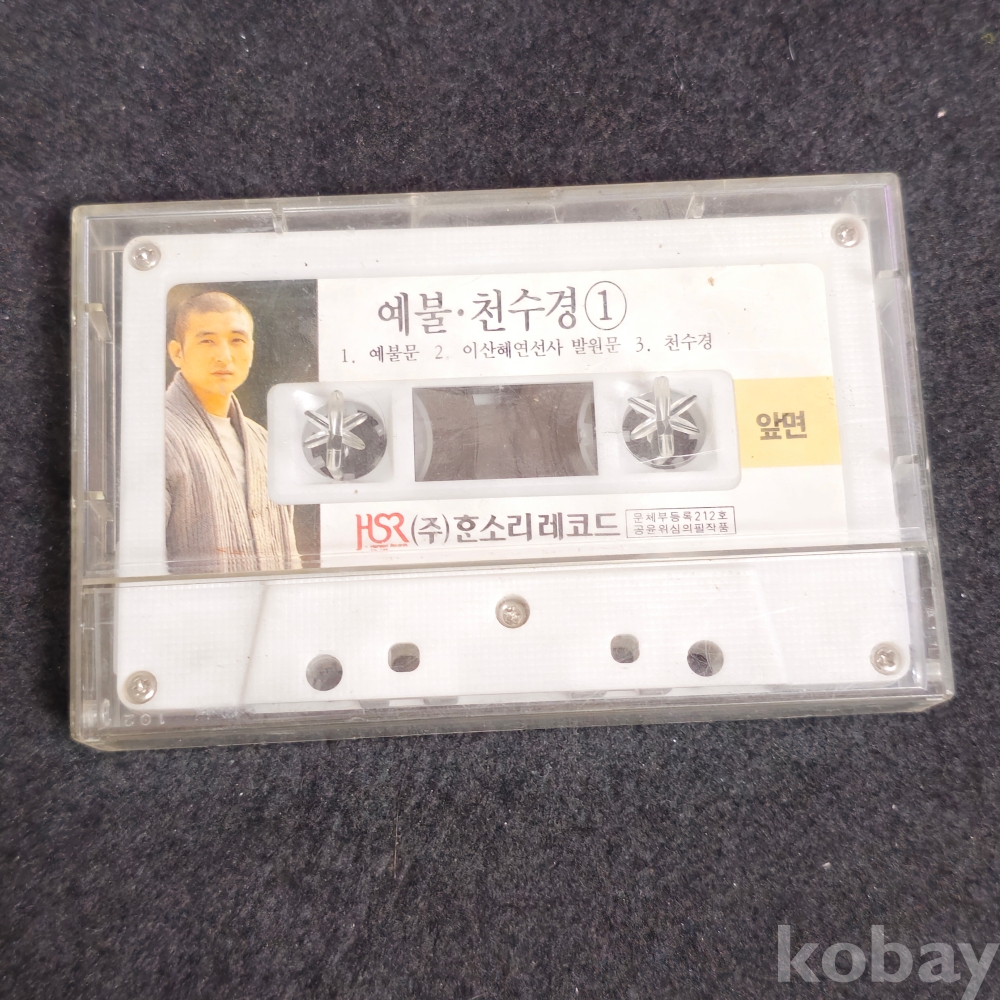 예불·천수경①
1. 예불문 2. 이산해연선사 발원문 3. 천수경
앞면
HSR (주)한소리레코드
문체부등록212호
공윤위심의필작품
kobay